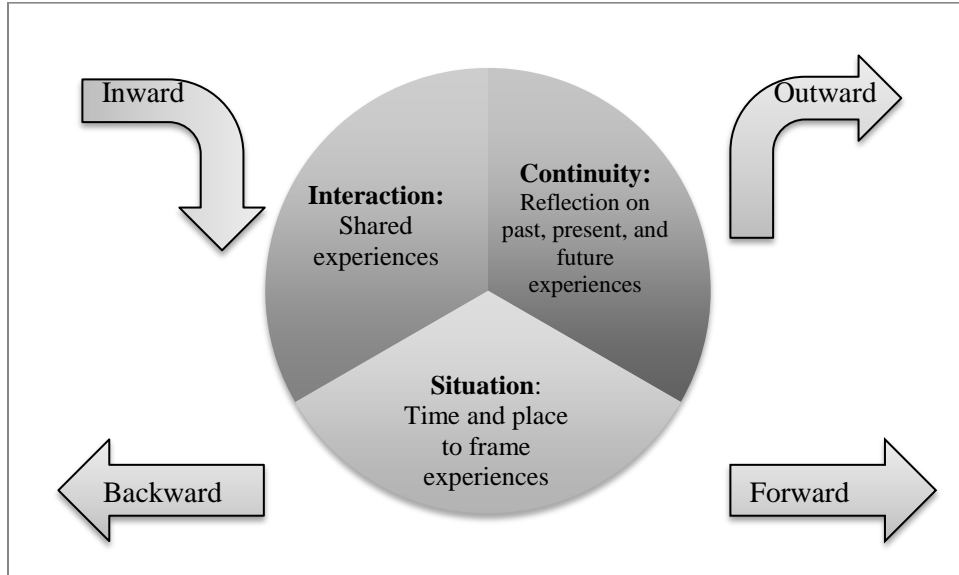 Inward
Outward
Interaction:
Shared
experiences
Continuity:
Reflection on
past, present, and
future
experiences
Situation:
Time and place
to frame
experiences
Backward
Forward